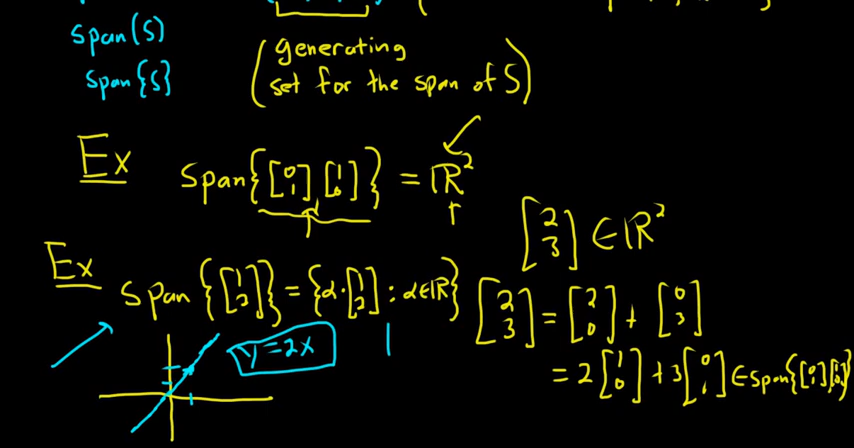 span(S)
span{S}
(generating
set for the span of S)
Ex
Span{[0 1], [1 0]} = ℝ²
[2 3] ∈ ℝ²
Ex
Span{[1 2]} = {α·[1 2] : α∈ℝ}
[2 3] = [2 0] + [0 3]
y=2x
= 2[1 0] + 3[0 1] ∈ span{[0 1],[1 0]}